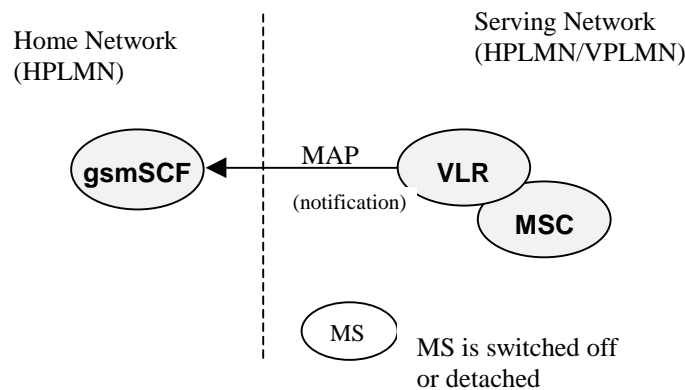 Home Network
(HPLMN)
Serving Network
(HPLMN/VPLMN)
gsmSCF
MAP
(notification)
VLR
MSC
MS
MS is switched off
or detached